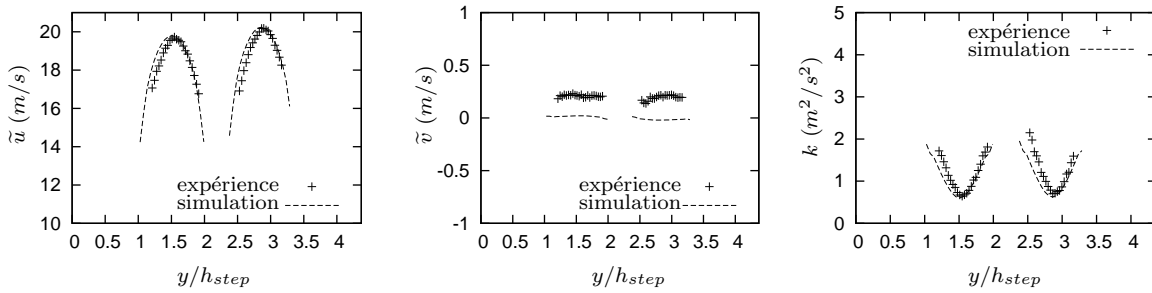 20
18
16
14
12
10
0 0.5 1 1.5 2 2.5 3 3.5 4
ũ (m/s)
y/h_step
expérience
simulation
1
0.5
0
-0.5
-1
0 0.5 1 1.5 2 2.5 3 3.5 4
ṽ (m/s)
y/h_step
expérience
simulation
5
4
3
2
1
0
0 0.5 1 1.5 2 2.5 3 3.5 4
k (m²/s²)
y/h_step
expérience
simulation